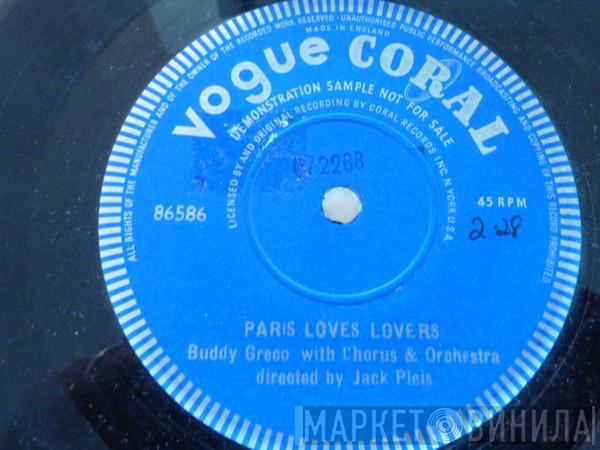 ALL RIGHTS OF THE MANUFACTURER AND OF THE OWNER OF THE RECORDED WORK RESERVED - UNAUTHORISED PUBLIC PERFORMANCE BROADCASTING AND COPYING OF THIS RECORD PROHIBITED
MADE IN ENGLAND
Vogue CORAL
DEMONSTRATION SAMPLE NOT FOR SALE
LICENSED BY AND ORIGINAL RECORDING BY CORAL RECORDS INC. N.YORK U.S.A.
Q72268
86586
45 RPM
2.28
PARIS LOVES LOVERS
Buddy Greco with Chorus & Orchestra
directed by Jack Pleis
МАРКЕТ ВИНИЛА